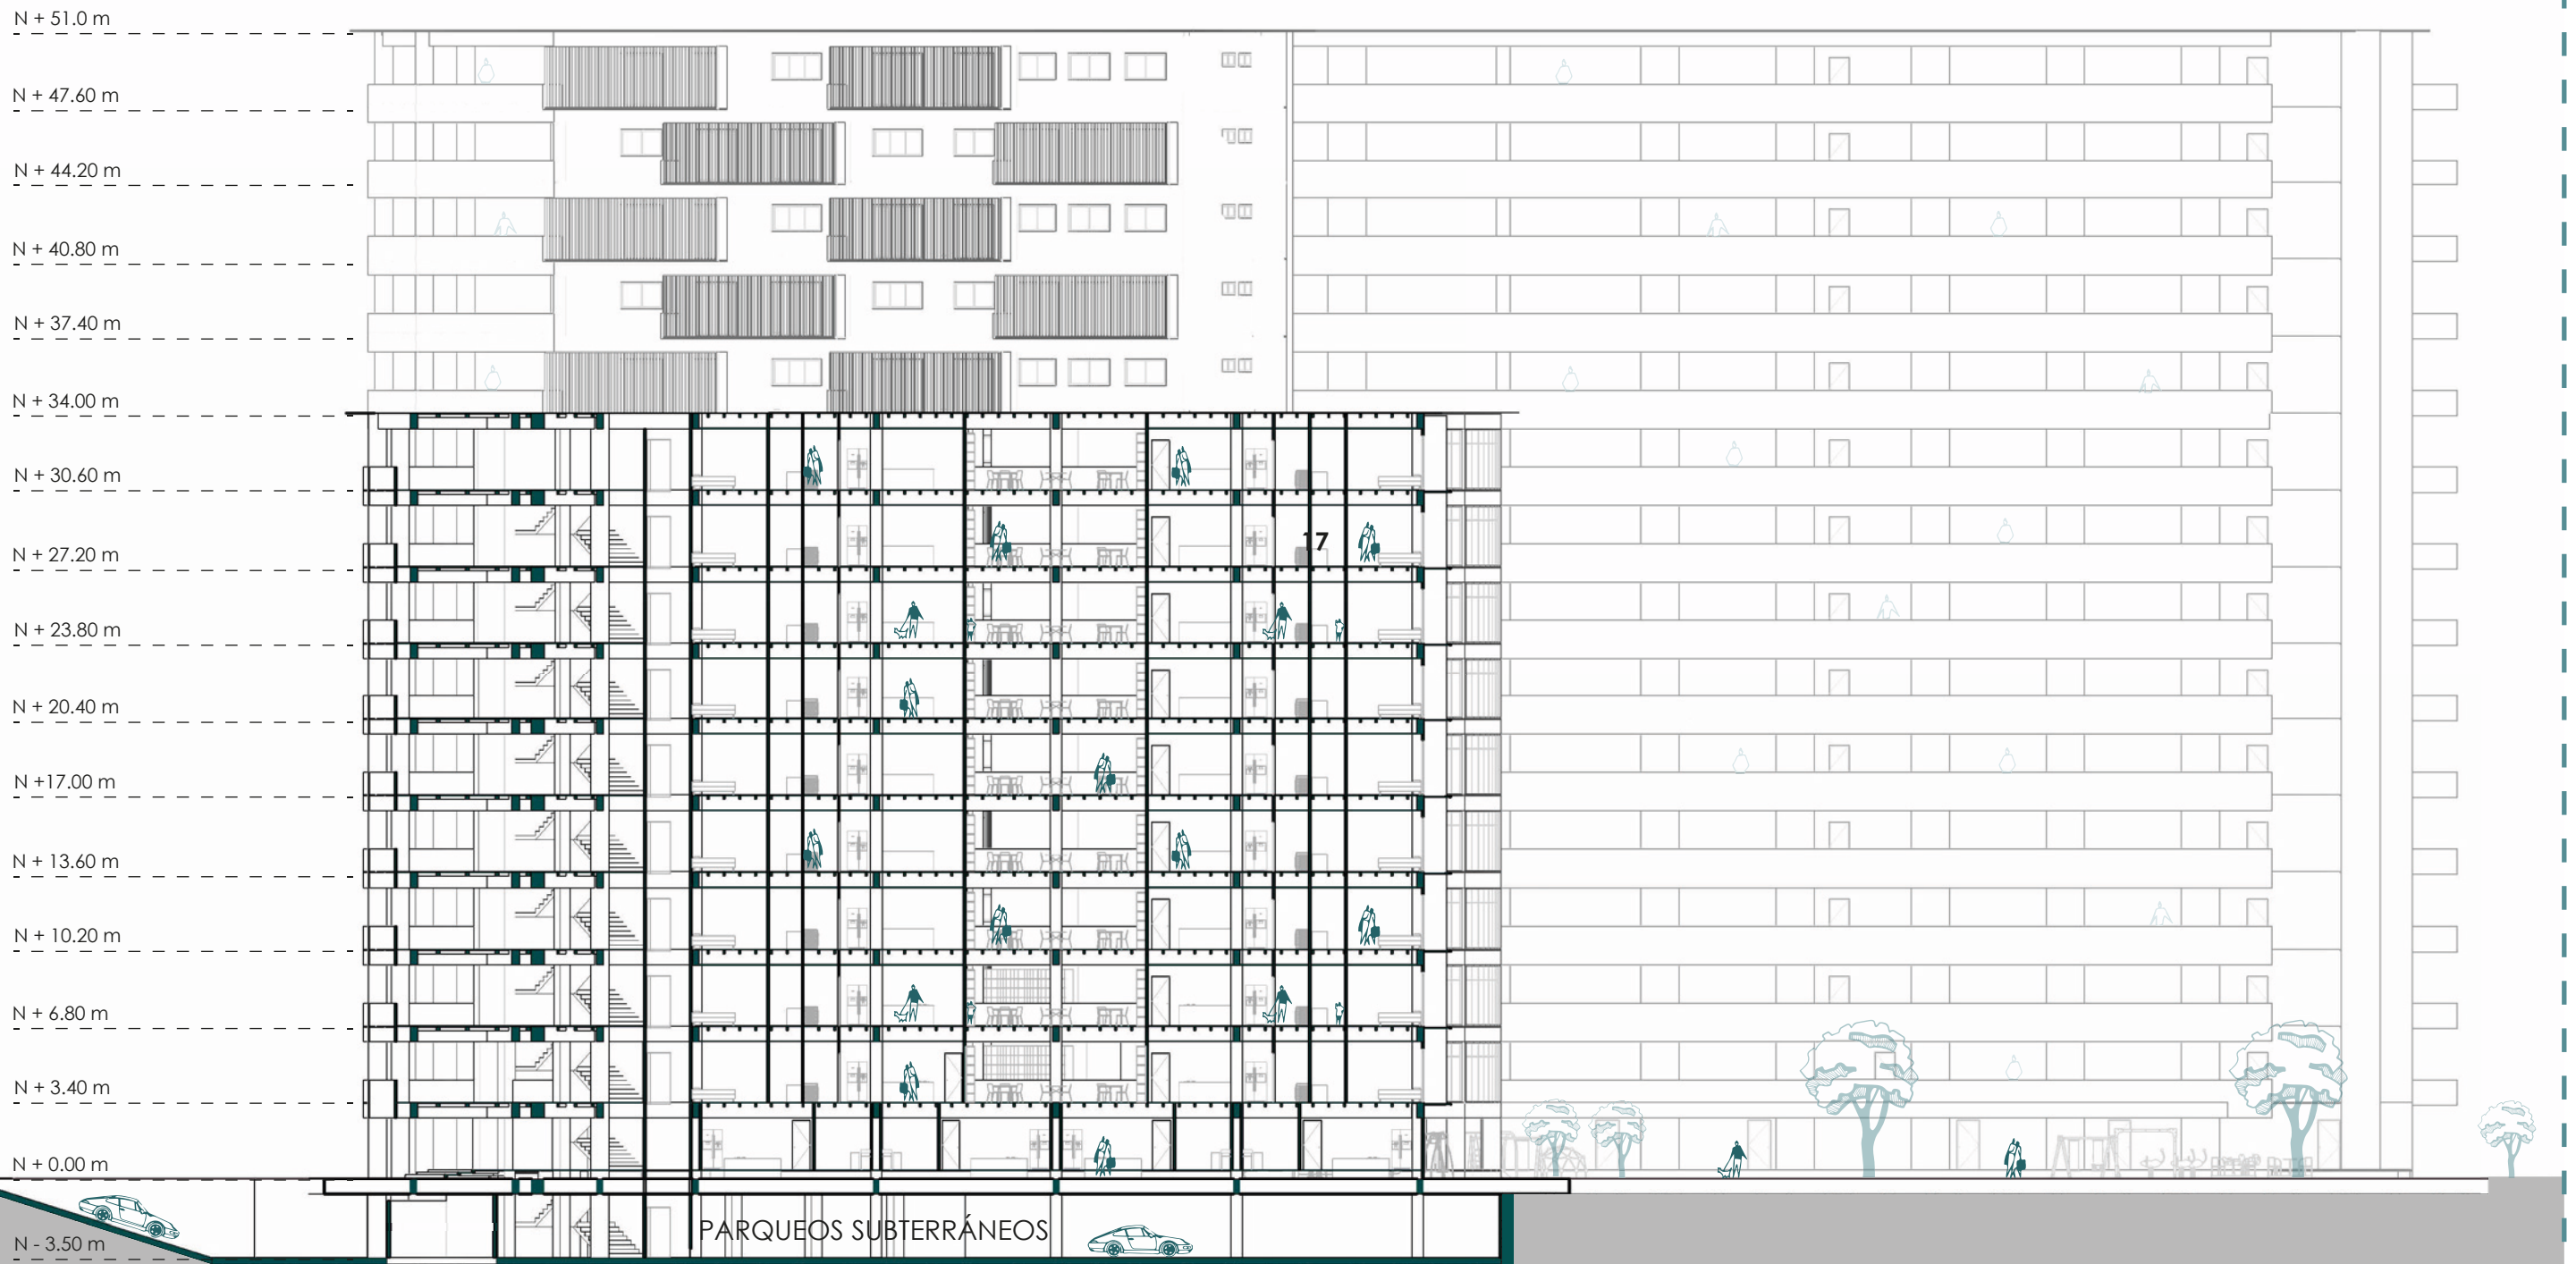 N + 51.0 m
N + 47.60 m
N + 44.20 m
N + 40.80 m
N + 37.40 m
N + 34.00 m
N + 30.60 m
N + 27.20 m
17
N + 23.80 m
N + 20.40 m
N +17.00 m
N + 13.60 m
N + 10.20 m
N + 6.80 m
N + 3.40 m
N + 0.00 m
PARQUEOS SUBTERRÁNEOS
N - 3.50 m